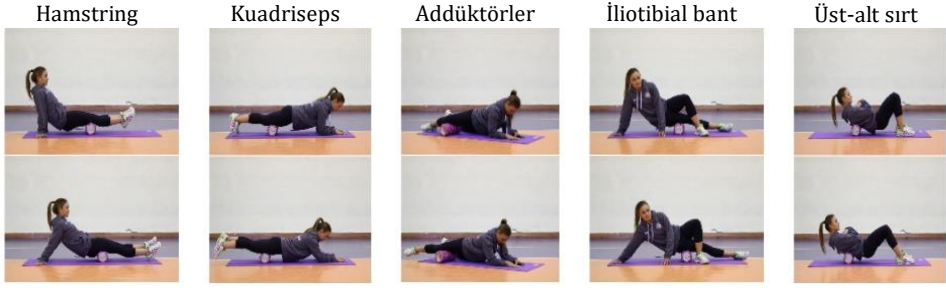 Hamstring
Kuadriseps
Addüktörler
İliotibial bant
Üst-alt sırt